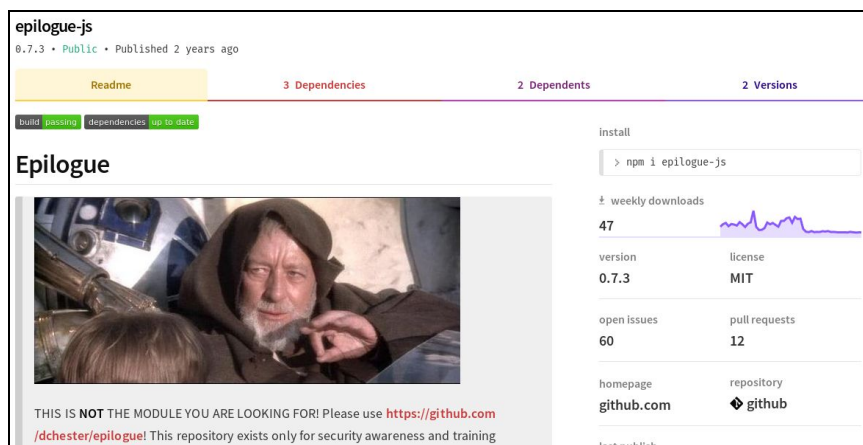 epilogue-js
0.7.3 • Public • Published 2 years ago
Readme
3 Dependencies
2 Dependents
2 Versions
build passing dependencies up to date
Epilogue
THIS IS NOT THE MODULE YOU ARE LOOKING FOR! Please use https://github.com
/dchester/epilogue! This repository exists only for security awareness and training
install
> npm i epilogue-js
weekly downloads
47
version license
0.7.3 MIT
open issues pull requests
60 12
homepage repository
github.com github
last publish